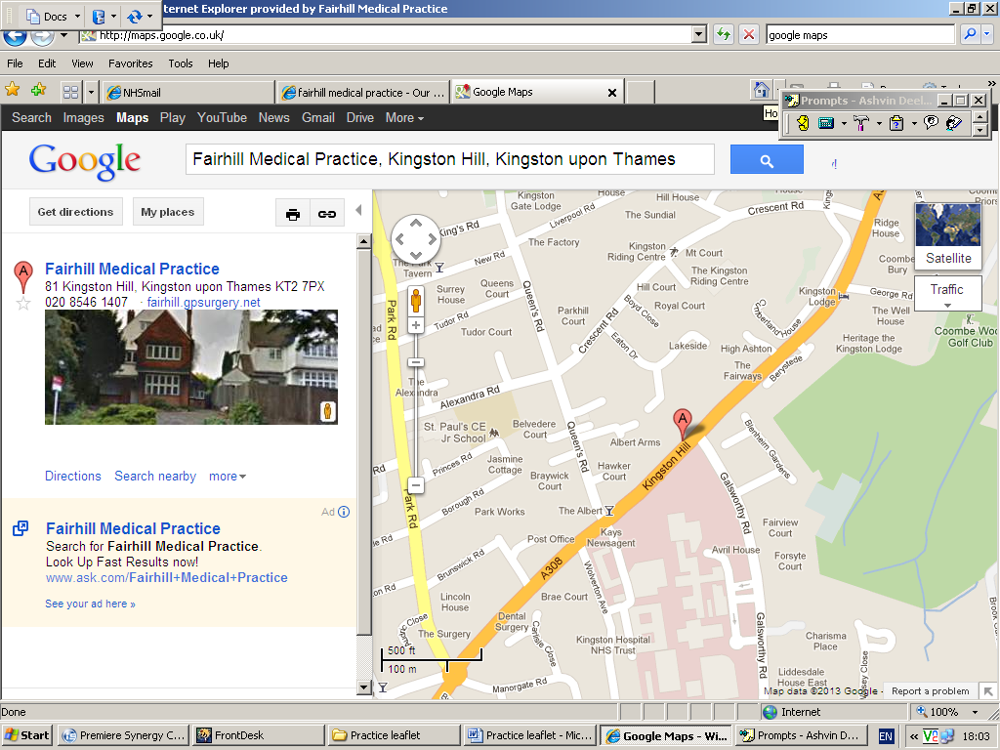 Docs
ternet Explorer provided by Fairhill Medical Practice
http://maps.google.co.uk/
google maps
File Edit View Favorites Tools Help
NHSmail
fairhill medical practice - Our ...
Google Maps
Prompts - Ashvin Deel...
Ho
Search Images Maps Play YouTube News Gmail Drive More
Google
Fairhill Medical Practice, Kingston Hill, Kingston upon Thames
Get directions
My places
A
Fairhill Medical Practice
81 Kingston Hill, Kingston upon Thames KT2 7PX
020 8546 1407 · fairhill.gpsurgery.net
Directions Search nearby more
Ad
Fairhill Medical Practice
Search for Fairhill Medical Practice.
Look Up Fast Results now!
www.ask.com/Fairhill+Medical+Practice
See your ad here »
Kingston Gate Lodge
Liverpool Rd
Hill House
The Sundial
Crescent Rd
Ridge House
Satellite
Traffic
King's Rd
The Factory
New Rd
Tavern
Kingston Riding Centre
Mt Court
The Kingston Riding Centre
Coombe
Surrey House
Queens Court
Queen's Rd
Hill Court
Royal Court
Boyd Close
Kingston Lodge
George Rd
The Well House
Park Rd
Tudor Rd
Tudor Court
Parkhill Court
Crescent Rd
Eaton Dr
Lakeside
Cumberland House
High Ashton
Heritage the Kingston Lodge
Coombe Woo
Golf Club
The Fairways
Berystede
The Alexandra
Alexandra Rd
St. Paul's CE Jr School
Belvedere Court
Queen's Rd
Albert Arms
A
Kingston Hill
Blenheim Gardens
Princes Rd
Jasmine Cottage
Braywick Court
Hawker Court
Borough Rd
Park Rd
Park Works
The Albert
Galsworthy Rd
Fairview Court
Post Office
Kays Newsagent
Avril House
Forsyte Court
Brunswick Rd
A308
Wolverton Ave
Lincoln House
Brae Court
Dental Surgery
The Surgery
Carlisle Close
Kingston Hospital NHS Trust
Galsworthy Rd
Charisma Place
Liddesdale House East
Manorgate Rd
500 ft
100 m
Map data ©2013 Google -
Report a problem
Done
Internet
100%
Start
Premiere Synergy C...
FrontDesk
Practice leaflet
Practice leaflet - Mic...
Google Maps - Wi...
Prompts - Ashvin De...
EN
18:03